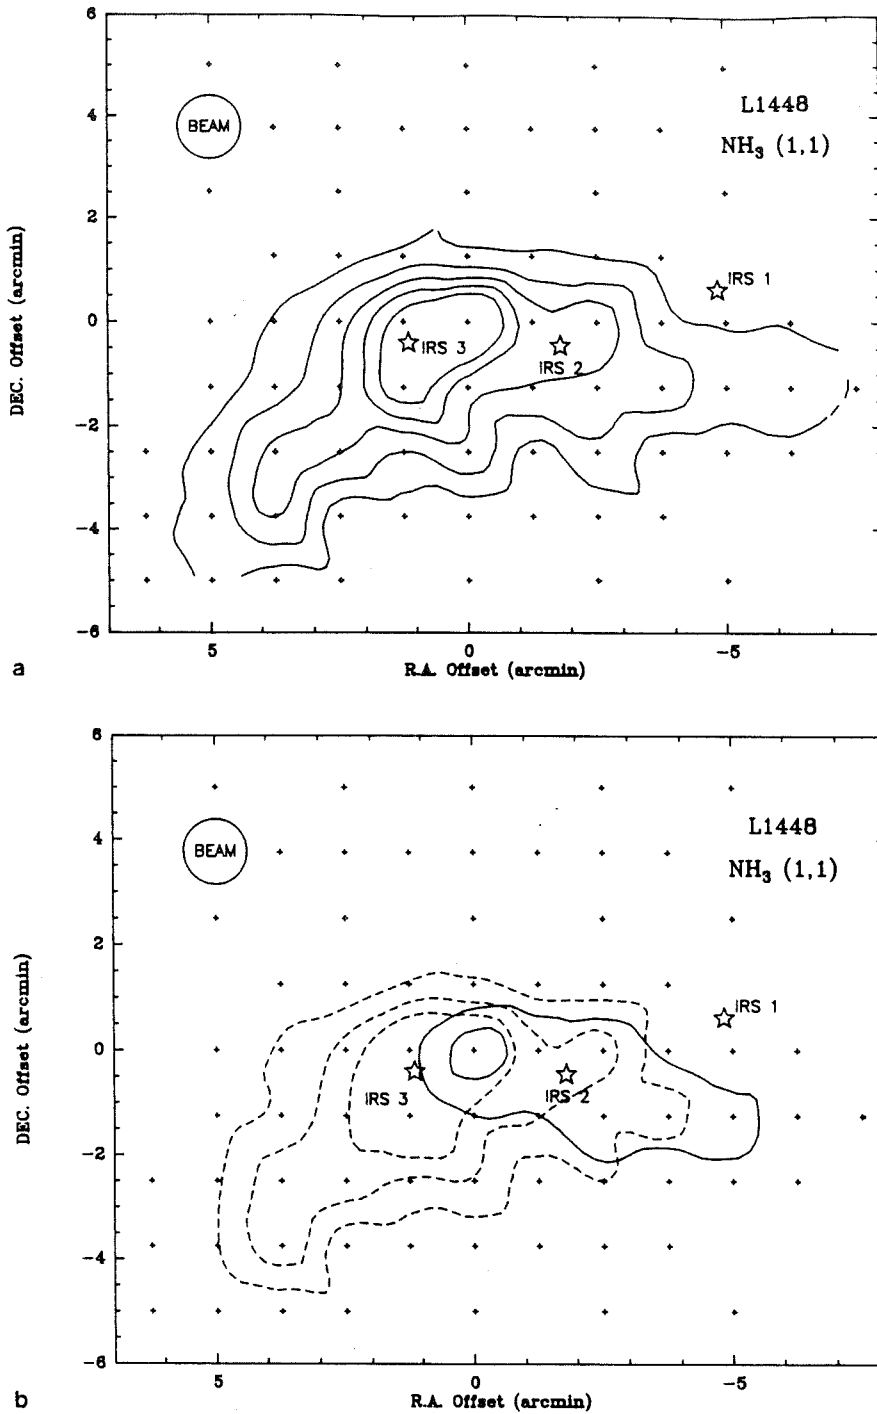 6
4
2
0
-2
-4
-6
DEC. Offset (arcmin)
BEAM
L1448
NH₃ (1,1)
IRS 1
IRS 3
IRS 2
5
0
-5
R.A. Offset (arcmin)
a
6
4
2
0
-2
-4
-6
DEC. Offset (arcmin)
BEAM
L1448
NH₃ (1,1)
IRS 1
IRS 3
IRS 2
5
0
-5
R.A. Offset (arcmin)
b